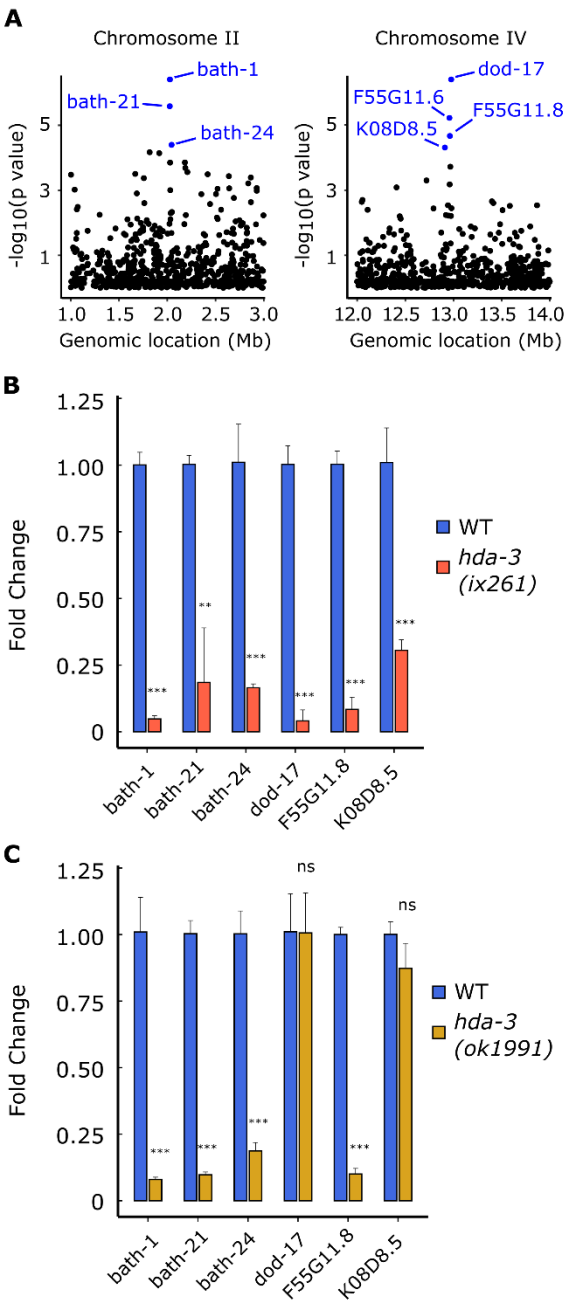 A
Chromosome II
Chromosome IV
bath-1
bath-21
bath-24
dod-17
F55G11.6
F55G11.8
K08D8.5
-log10(p value)
5
3
1
1.0 1.5 2.0 2.5 3.0
Genomic location (Mb)
-log10(p value)
5
3
1
12.0 12.5 13.0 13.5 14.0
Genomic location (Mb)
B
Fold Change
1.25
1.00
0.75
0.50
0.25
0
*** ** *** *** *** ***
bath-1 bath-21 bath-24 dod-17 F55G11.8 K08D8.5
WT
hda-3
(ix261)
C
Fold Change
1.25
1.00
0.75
0.50
0.25
0
*** *** *** ns *** ns
bath-1 bath-21 bath-24 dod-17 F55G11.8 K08D8.5
WT
hda-3
(ok1991)